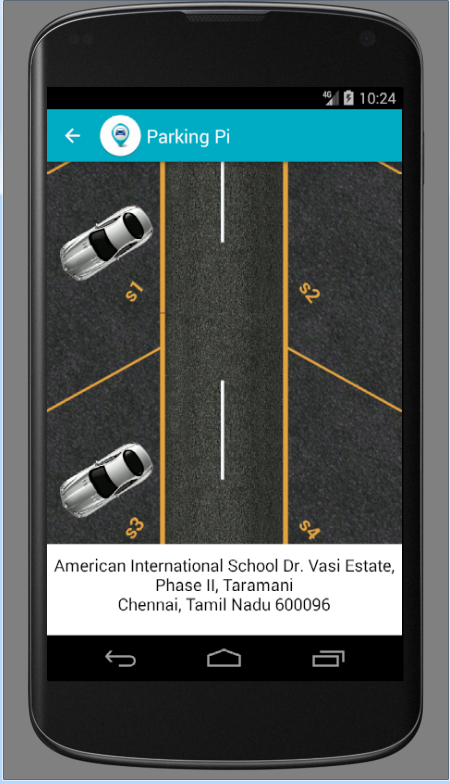 4G 10:24
Parking Pi
s1
s2
s3
s4
American International School Dr. Vasi Estate,
Phase II, Taramani
Chennai, Tamil Nadu 600096